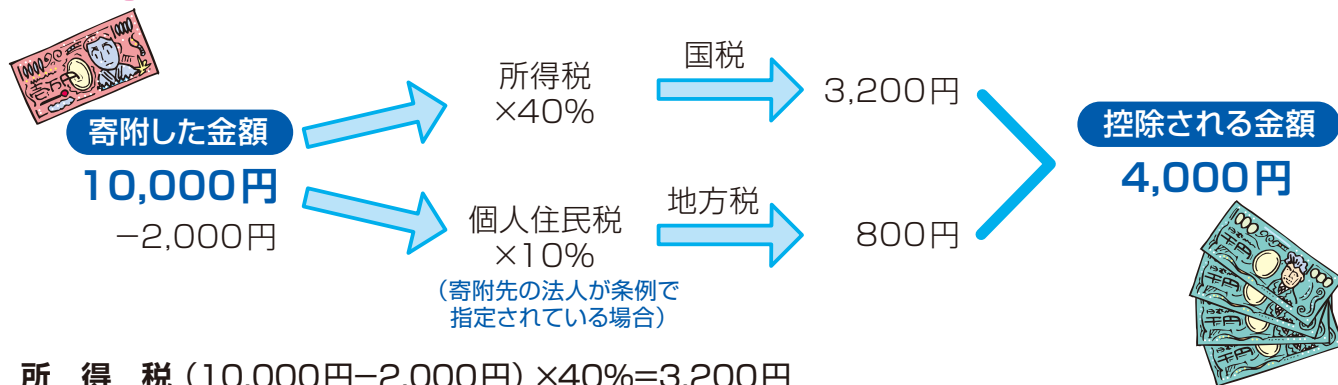 寄附した金額
10,000円
−2,000円
所得税
×40%
国税
3,200円
個人住民税
×10%
（寄附先の法人が条例で
指定されている場合）
地方税
800円
控除される金額
4,000円
所 得 税（10,000円−2,000円）×40%=3,200円